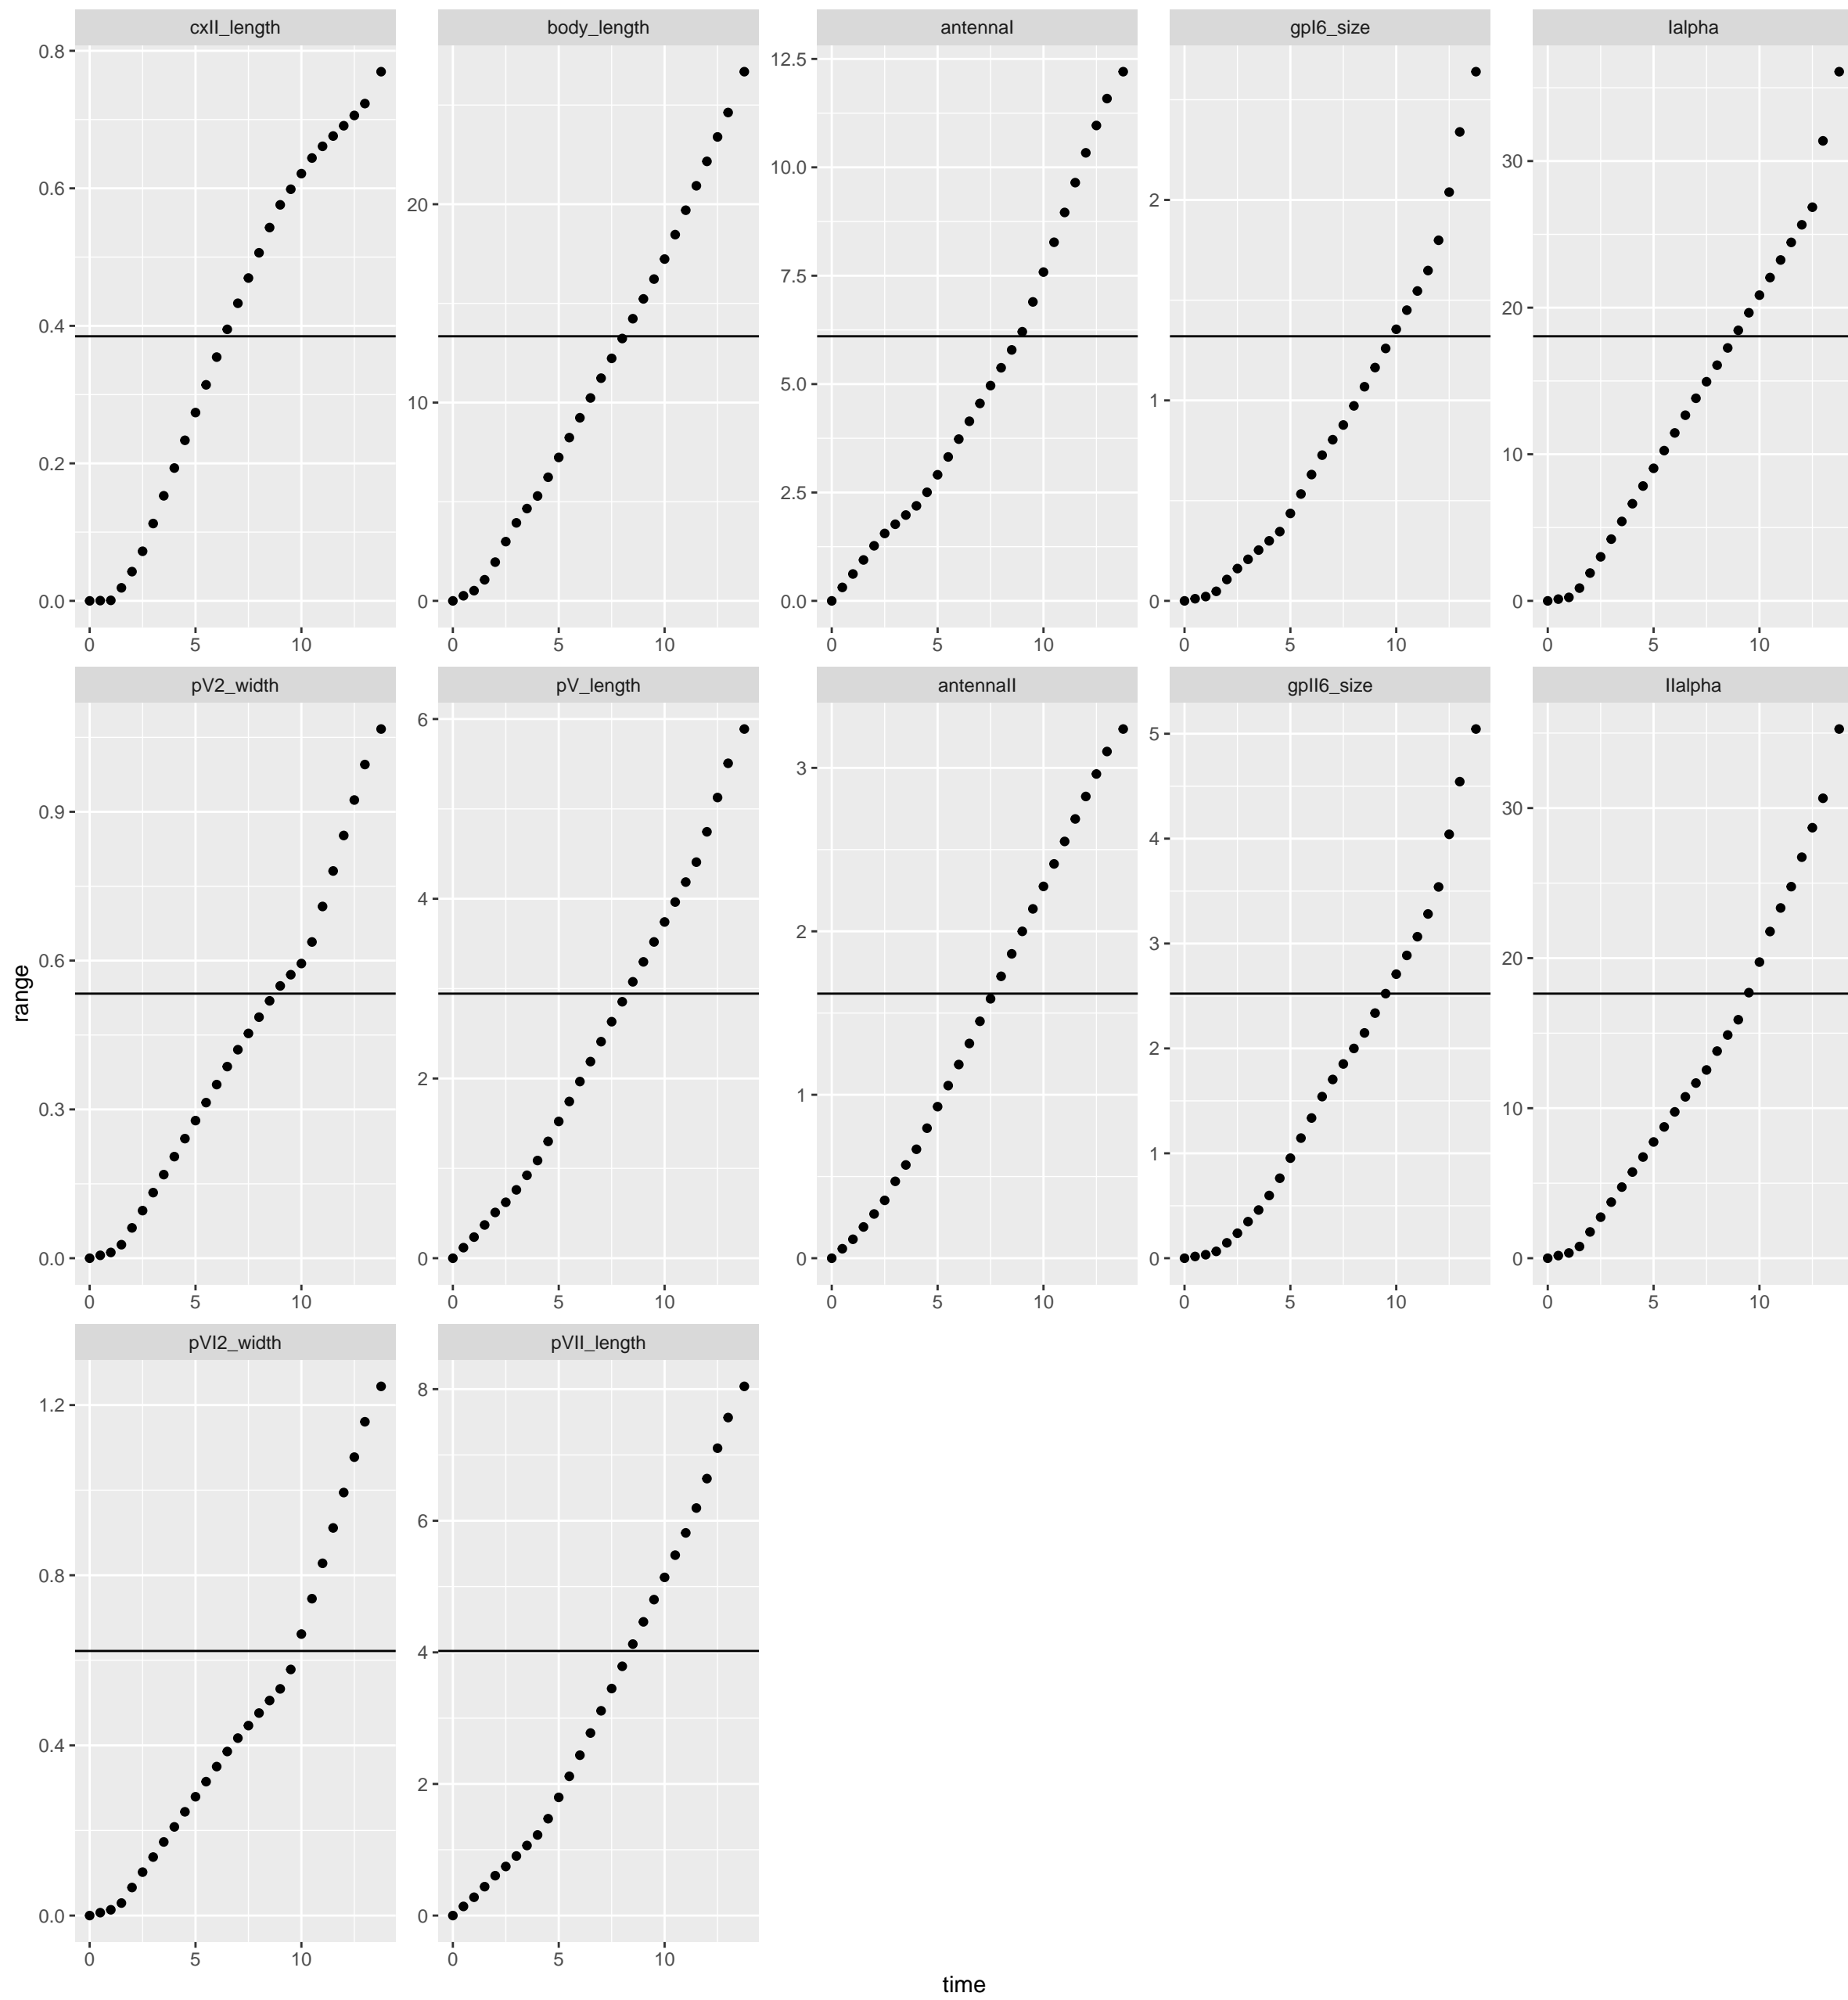 cxII_length body_length antennaI gpI6_size Ialpha
0.8 12.5
30
10.0 2
0.6 20
7.5 20
0.4
5.0 1
10 10
0.2 2.5
0.0 0 0.0 0 0
0 5 10 0 5 10 0 5 10 0 5 10 0 5 10
pV2_width pV_length antennaII gpII6_size IIalpha
6 5
3 30
0.9 4
4
0.6 2 3 20
range
2 2
0.3 1 1 10
0.0 0 0 0 0
0 5 10 0 5 10 0 5 10 0 5 10 0 5 10
pVI2_width pVII_length
8
1.2
6
0.8
4
0.4
2
0.0 0
0 5 10 0 5 10
time